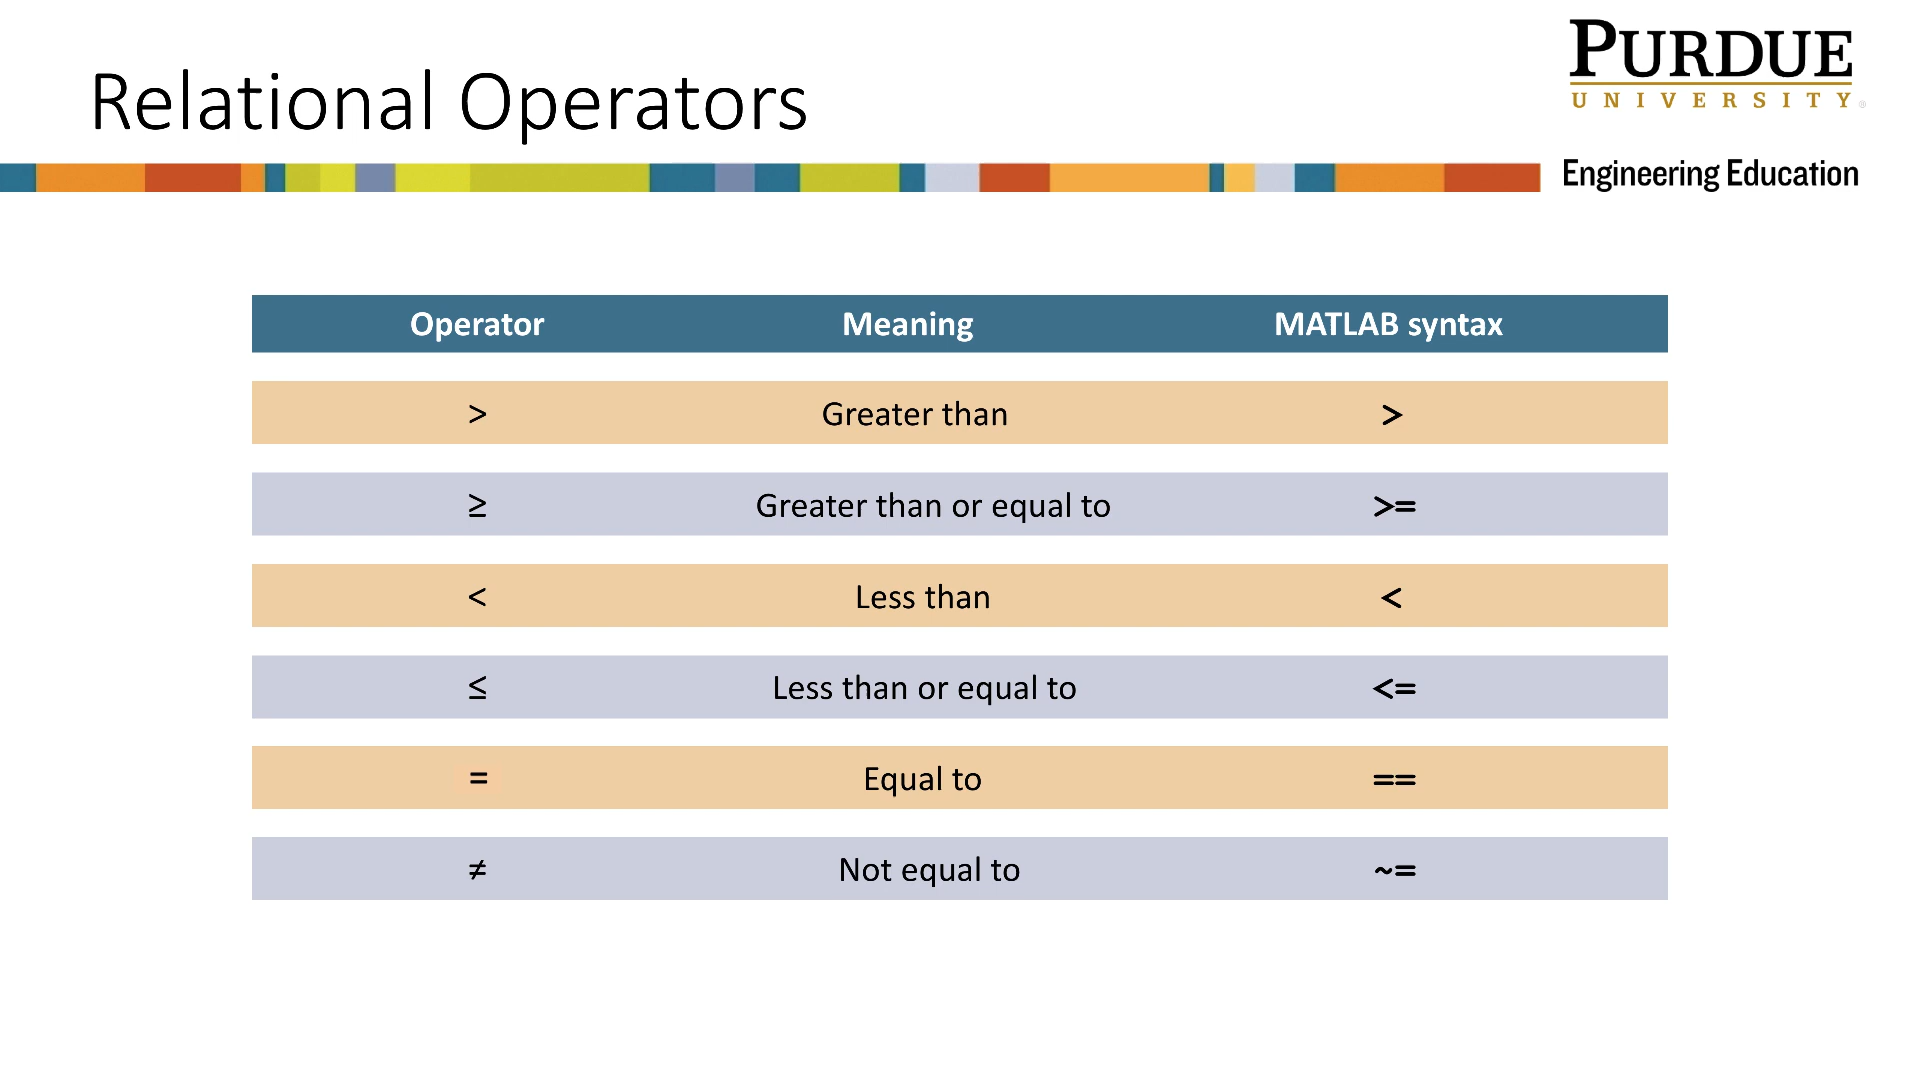 Relational Operators
PURDUE
UNIVERSITY®
Engineering Education
Operator Meaning MATLAB syntax
> Greater than >
≥ Greater than or equal to >=
< Less than <
≤ Less than or equal to <=
= Equal to ==
≠ Not equal to ~=